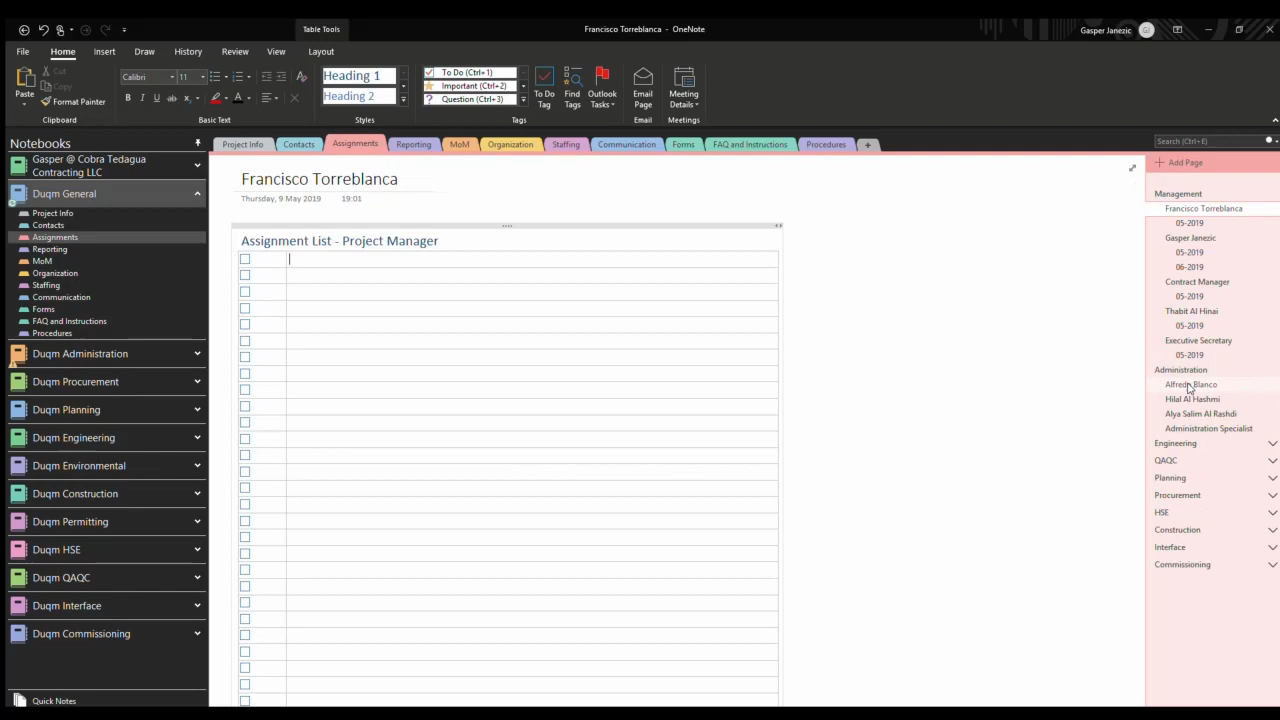 Table Tools
Francisco Torreblanca - OneNote
Gasper Janezic
File
Home
Insert
Draw
History
Review
View
Layout
Paste
Cut
Copy
Format Painter
Clipboard
Calibri
11
B I U ab x A
Basic Text
Heading 1
Heading 2
Styles
To Do (Ctrl+1)
Important (Ctrl+2)
Question (Ctrl+3)
To Do
Tag
Find
Tags
Outlook
Tasks
Tags
Email
Page
Email
Meeting
Details
Meetings
Notebooks
Gasper @ Cobra Tedagua
Contracting LLC
Duqm General
Project Info
Contacts
Assignments
Reporting
MoM
Organization
Staffing
Communication
Forms
FAQ and Instructions
Procedures
Duqm Administration
Duqm Procurement
Duqm Planning
Duqm Engineering
Duqm Environmental
Duqm Construction
Duqm Permitting
Duqm HSE
Duqm QAQC
Duqm Interface
Duqm Commissioning
Quick Notes
Project Info
Contacts
Assignments
Reporting
MoM
Organization
Staffing
Communication
Forms
FAQ and Instructions
Procedures
Search (Ctrl+E)
Francisco Torreblanca
Thursday, 9 May 2019 19:01
Assignment List - Project Manager
Add Page
Management
Francisco Torreblanca
05-2019
Gasper Janezic
05-2019
06-2019
Contract Manager
05-2019
Thabit Al Hinai
05-2019
Executive Secretary
05-2019
Administration
Alfredo Blanco
Hilal Al Hashmi
Alya Salim Al Rashdi
Administration Specialist
Engineering
QAQC
Planning
Procurement
HSE
Construction
Interface
Commissioning